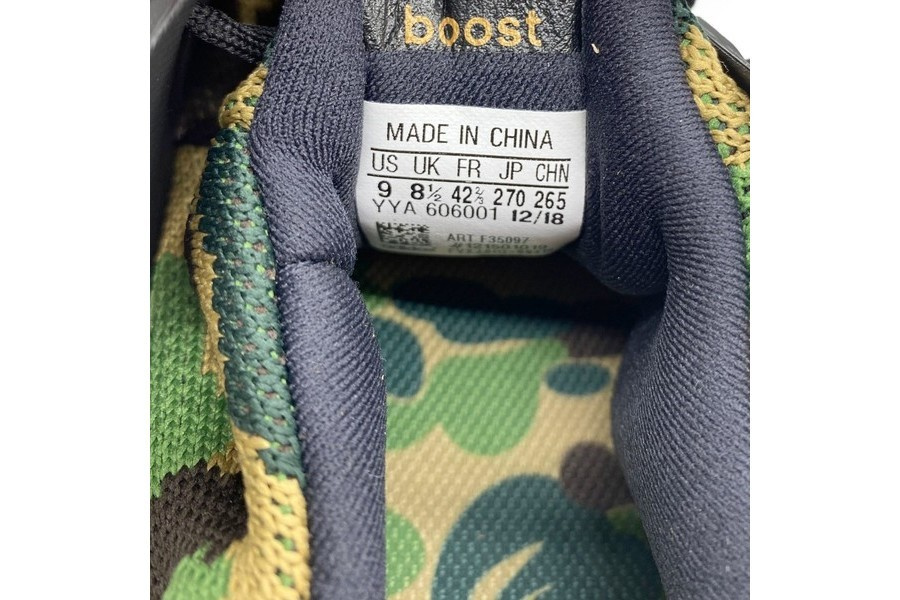 boost
MADE IN CHINA
US UK FR JP CHN
9 8½ 42⅔ 270 265
YYA 606001 12/18
ART F35097